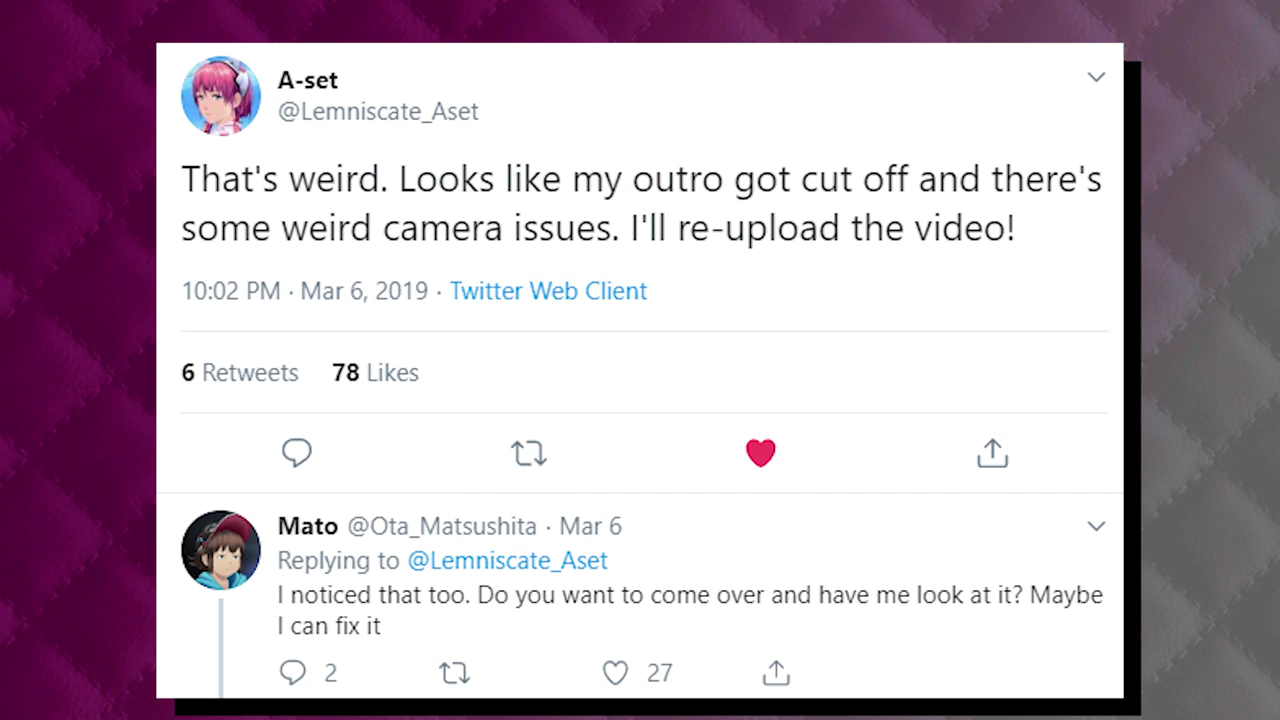 A-set
@Lemniscate_Aset
That's weird. Looks like my outro got cut off and there's
some weird camera issues. I'll re-upload the video!
10:02 PM · Mar 6, 2019 · Twitter Web Client
6 Retweets 78 Likes
Mato @Ota_Matsushita · Mar 6
Replying to @Lemniscate_Aset
I noticed that too. Do you want to come over and have me look at it? Maybe
I can fix it
2 27